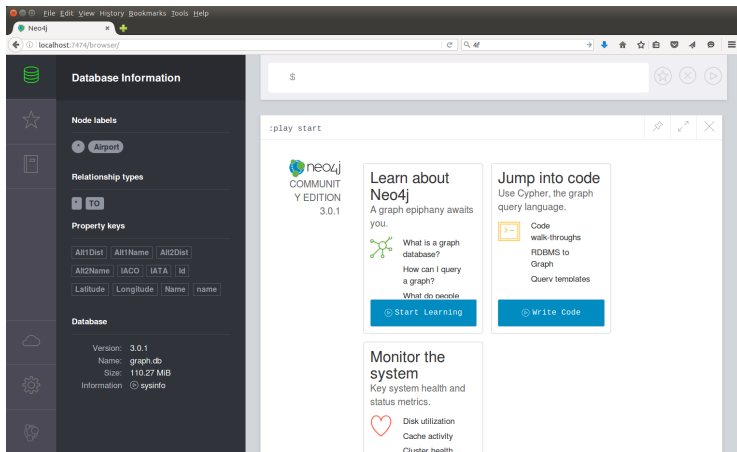 File Edit View History Bookmarks Tools Help
Neo4j
localhost:7474/browser/
4f
Database Information
$
Node labels
* Airport
Relationship types
* TO
Property keys
Alt1Dist Alt1Name Alt2Dist
Alt2Name IACO IATA Id
Latitude Longitude Name name
Database
Version: 3.0.1
Name: graph.db
Size: 110.27 MiB
Information sysinfo
:play start
neo4j
COMMUNIT
Y EDITION
3.0.1
Learn about
Neo4j
A graph epiphany awaits
you.
What is a graph
database?
How can I query
a graph?
What do people
Start Learning
Jump into code
Use Cypher, the graph
query language.
Code
walk-throughs
RDBMS to
Graph
Query templates
Write Code
Monitor the
system
Key system health and
status metrics.
Disk utilization
Cache activity
Cluster health